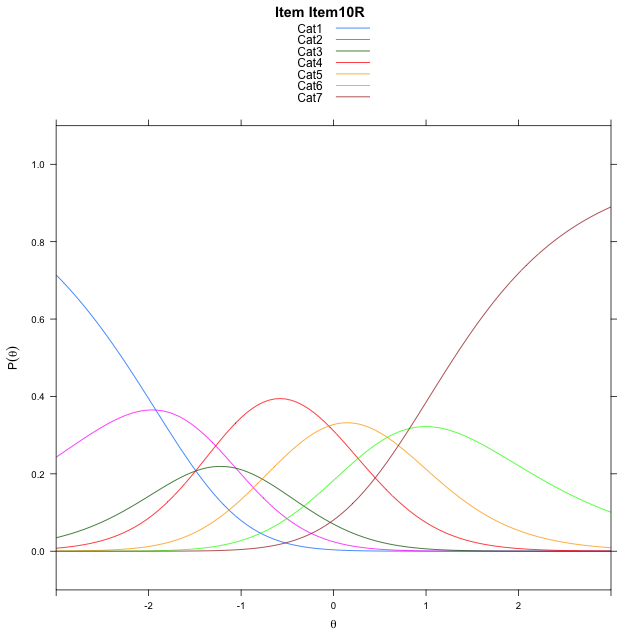 Item Item10R
Cat1
Cat2
Cat3
Cat4
Cat5
Cat6
Cat7
1.0
0.8
0.6
0.4
0.2
0.0
P(θ)
-2 -1 0 1 2
θ